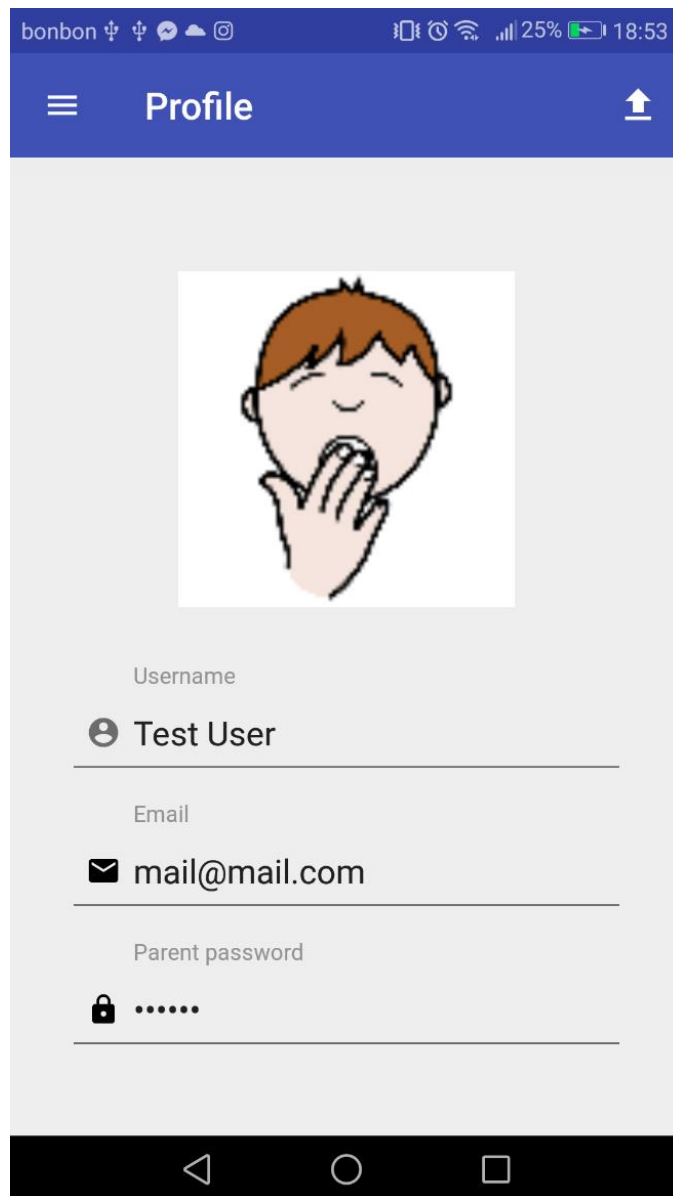 bonbon 25% 18:53
Profile
Username
Test User
Email
mail@mail.com
Parent password
••••••